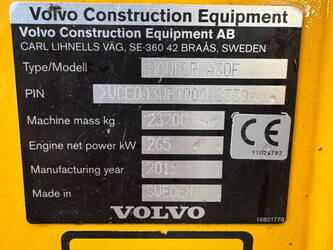 Volvo Construction Equipment
Volvo Construction Equipment AB
CARL LIHNELLS VÄG, SE-360 42 BRAÅS, SWEDEN
Type/Modell HAULER A30F
PIN
Machine mass kg 23200
Engine net power kW 265
Manufacturing year
Made in SWEDEN
CE
11026792
VOLVO
16821779